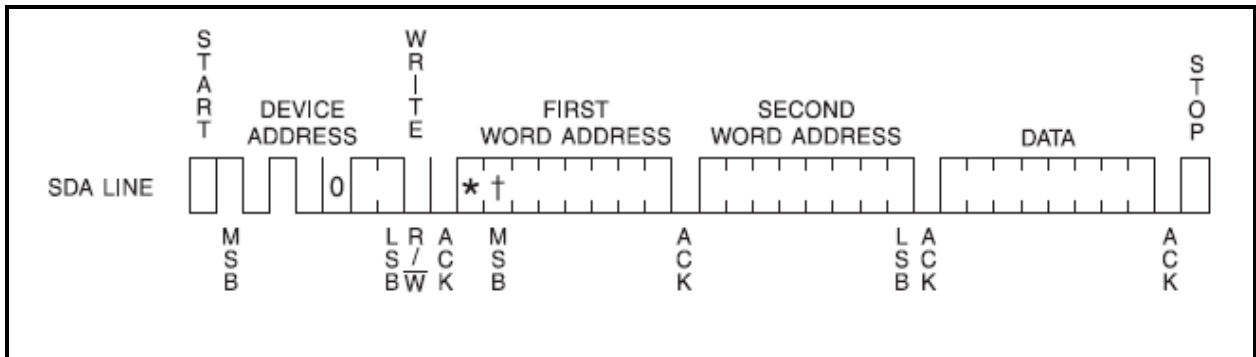 START
WRITE
STOP
DEVICE
ADDRESS
FIRST
WORD ADDRESS
SECOND
WORD ADDRESS
DATA
SDA LINE
0
* †
MSB
LSB
R/W̅
ACK
MSB
ACK
LSB
ACK
ACK